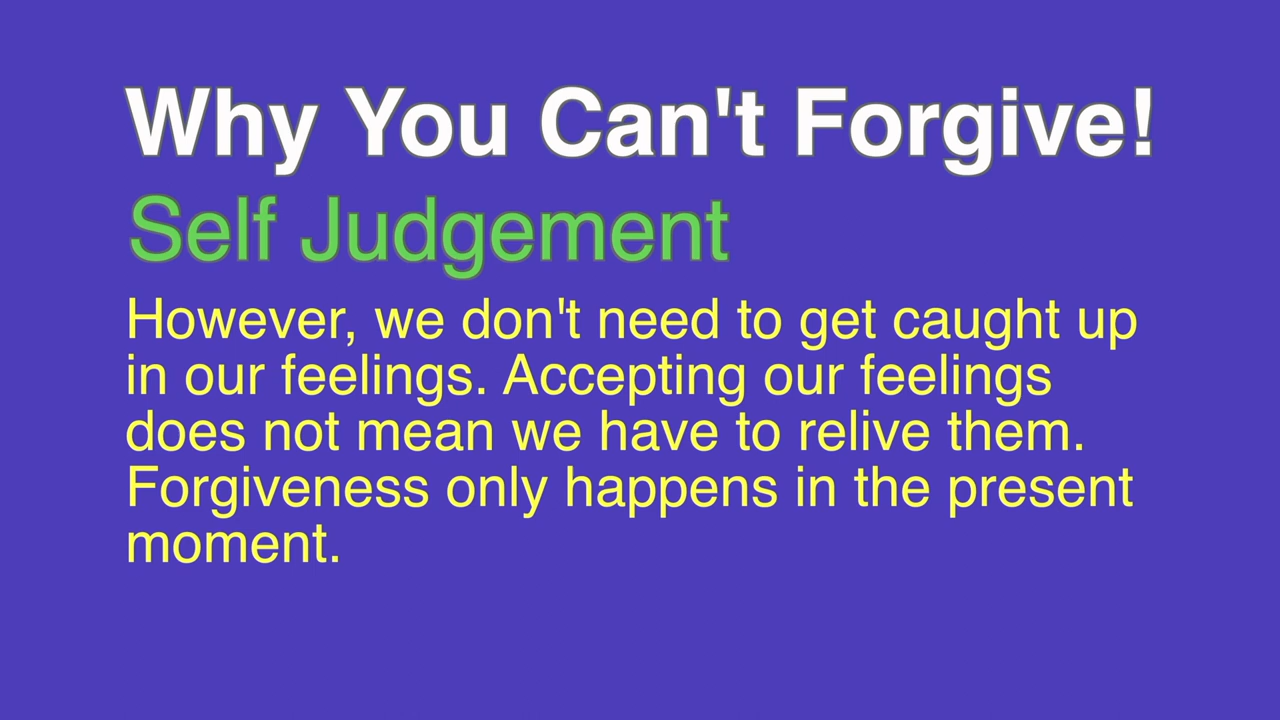 Why You Can't Forgive!
Self Judgement
However, we don't need to get caught up
in our feelings. Accepting our feelings
does not mean we have to relive them.
Forgiveness only happens in the present
moment.